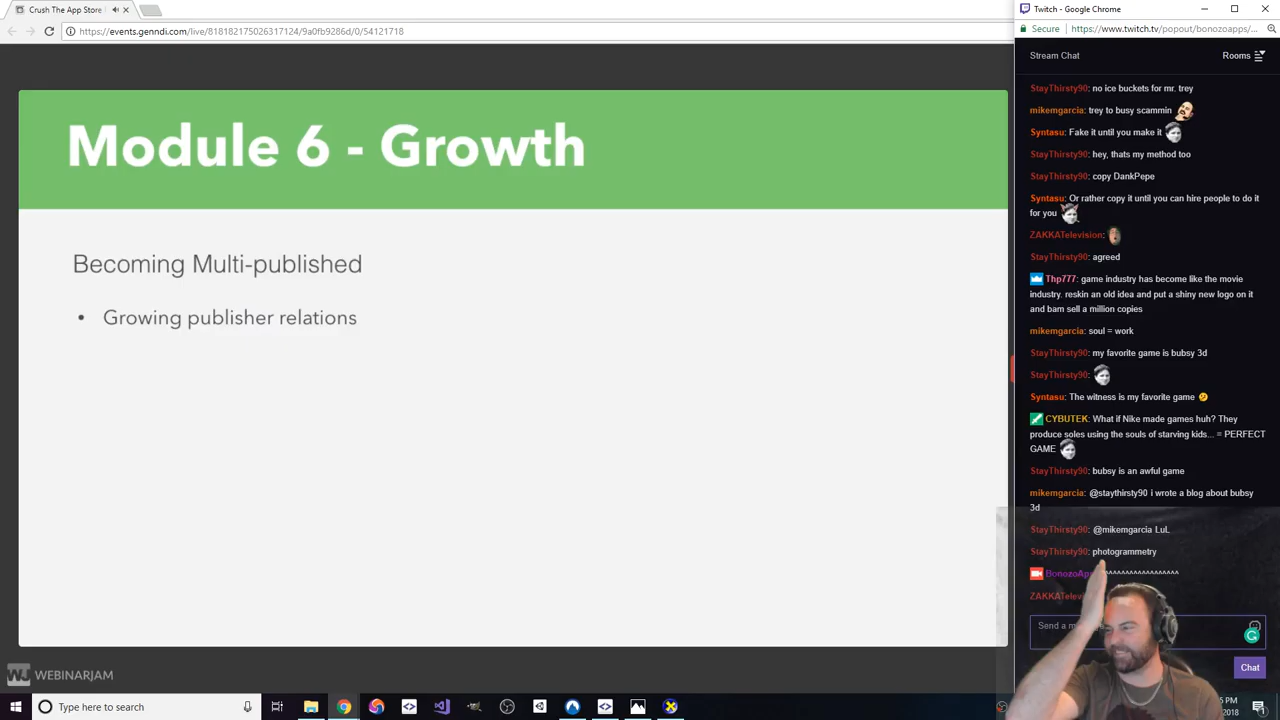 Crush The App Store
Twitch - Google Chrome
https://events.genndi.com/live/818182175026317124/9a0fb9286d/0/54121718
Secure
https://www.twitch.tv/popout/bonozoapps/...
Stream Chat
Rooms
Module 6 - Growth
Becoming Multi-published
• Growing publisher relations
WEBINARJAM
StayThirsty90: no ice buckets for mr. trey
mikemgarcia: trey to busy scammin
Syntasu: Fake it until you make it
StayThirsty90: hey, thats my method too
StayThirsty90: copy DankPepe
Syntasu: Or rather copy it until you can hire people to do it
for you
ZAKKATelevision:
StayThirsty90: agreed
Thp777: game industry has become like the movie
industry. reskin an old idea and put a shiny new logo on it
and bam sell a million copies
mikemgarcia: soul = work
StayThirsty90: my favorite game is bubsy 3d
StayThirsty90:
Syntasu: The witness is my favorite game
CYBUTEK: What if Nike made games huh? They
produce soles using the souls of starving kids... = PERFECT
GAME
StayThirsty90: bubsy is an awful game
mikemgarcia: @staythirsty90 i wrote a blog about bubsy
3d
StayThirsty90: @mikemgarcia LuL
StayThirsty90: photogrammetry
BonozoAp
ZAKKATelevi
Send a
Chat
Type here to search
PM
2018